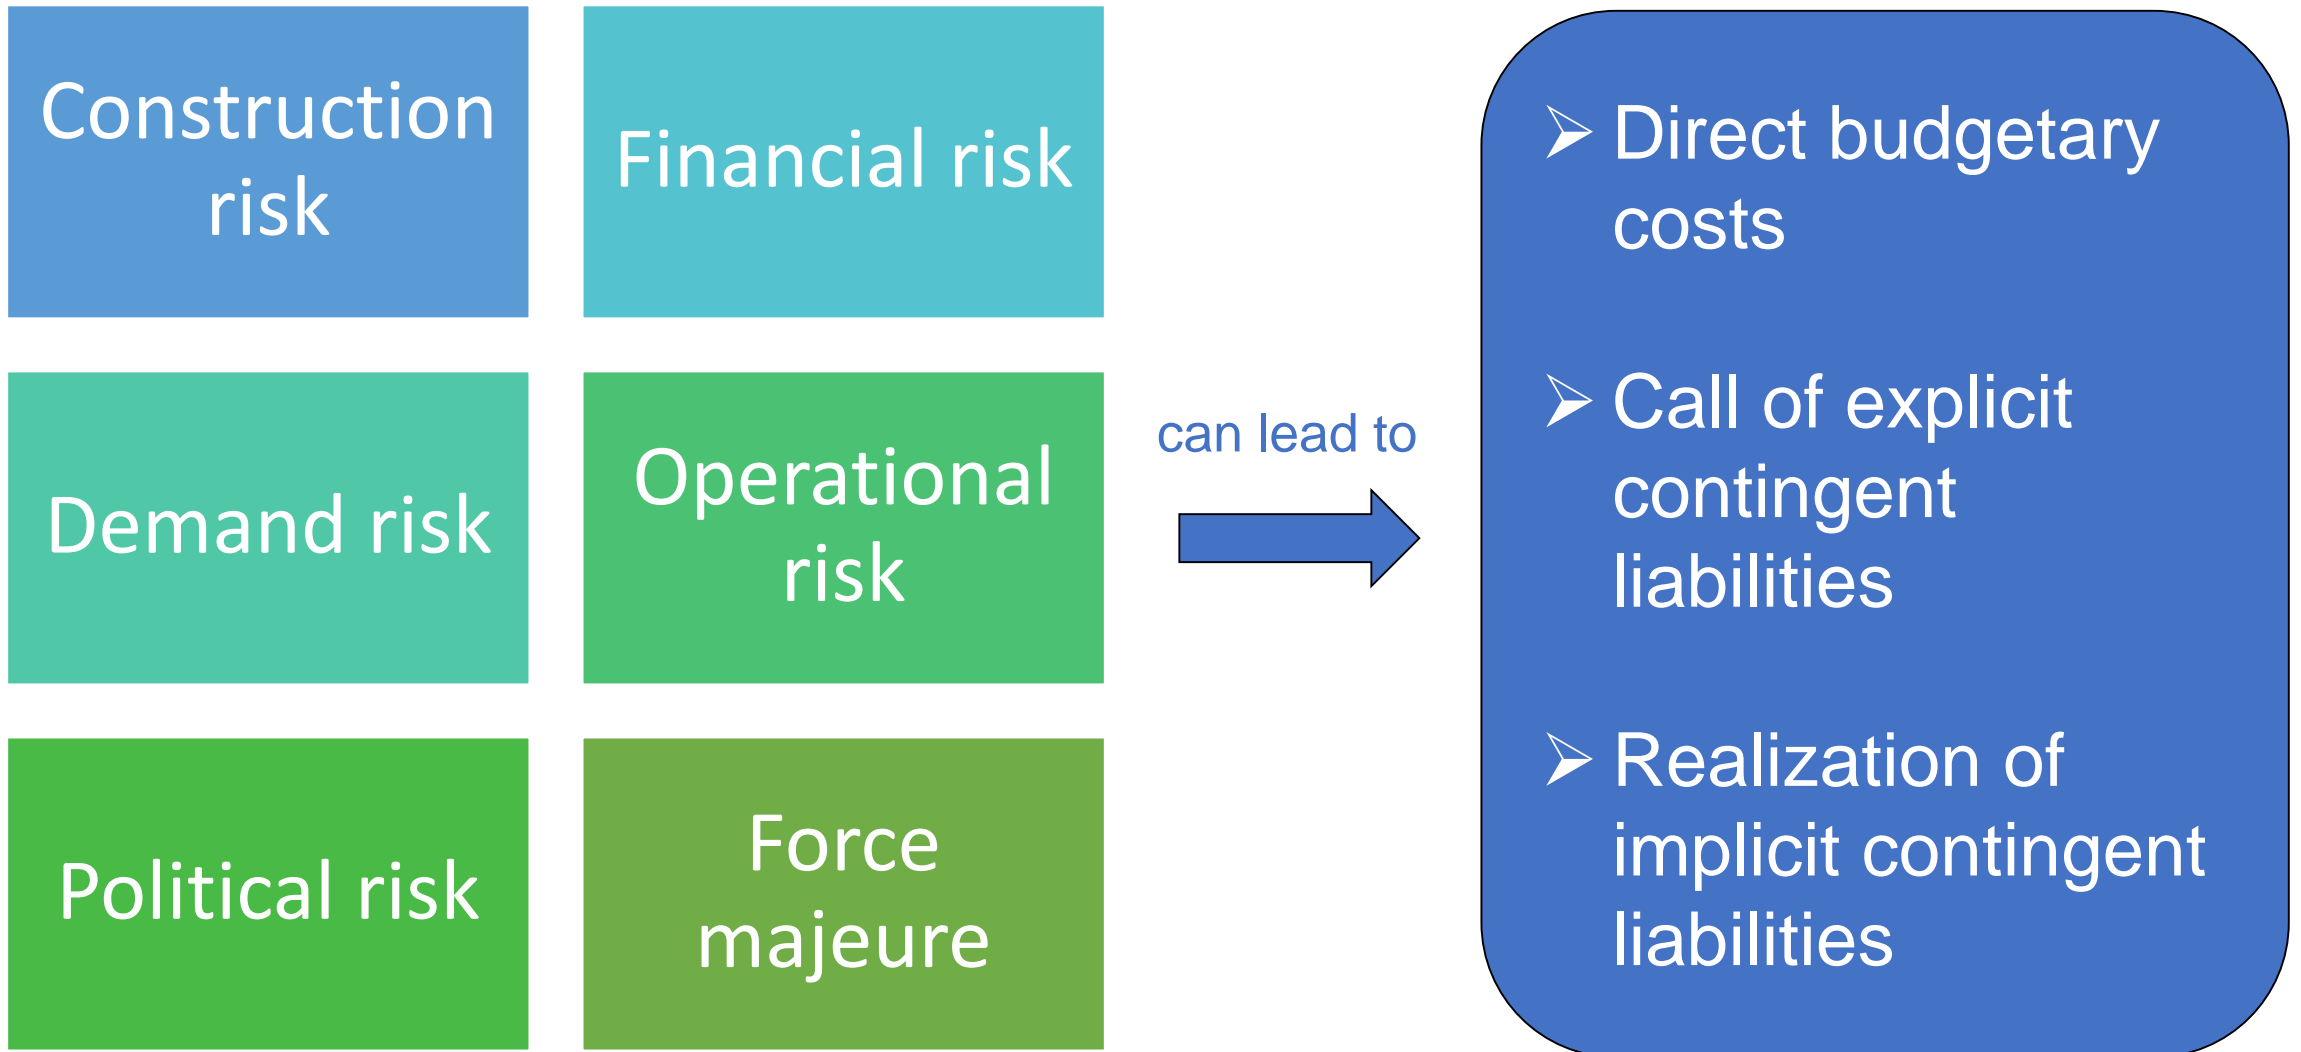 Construction
risk
Financial risk
Demand risk
Operational
risk
Political risk
Force
majeure
can lead to
➢ Direct budgetary
costs
➢ Call of explicit
contingent
liabilities
➢ Realization of
implicit contingent
liabilities